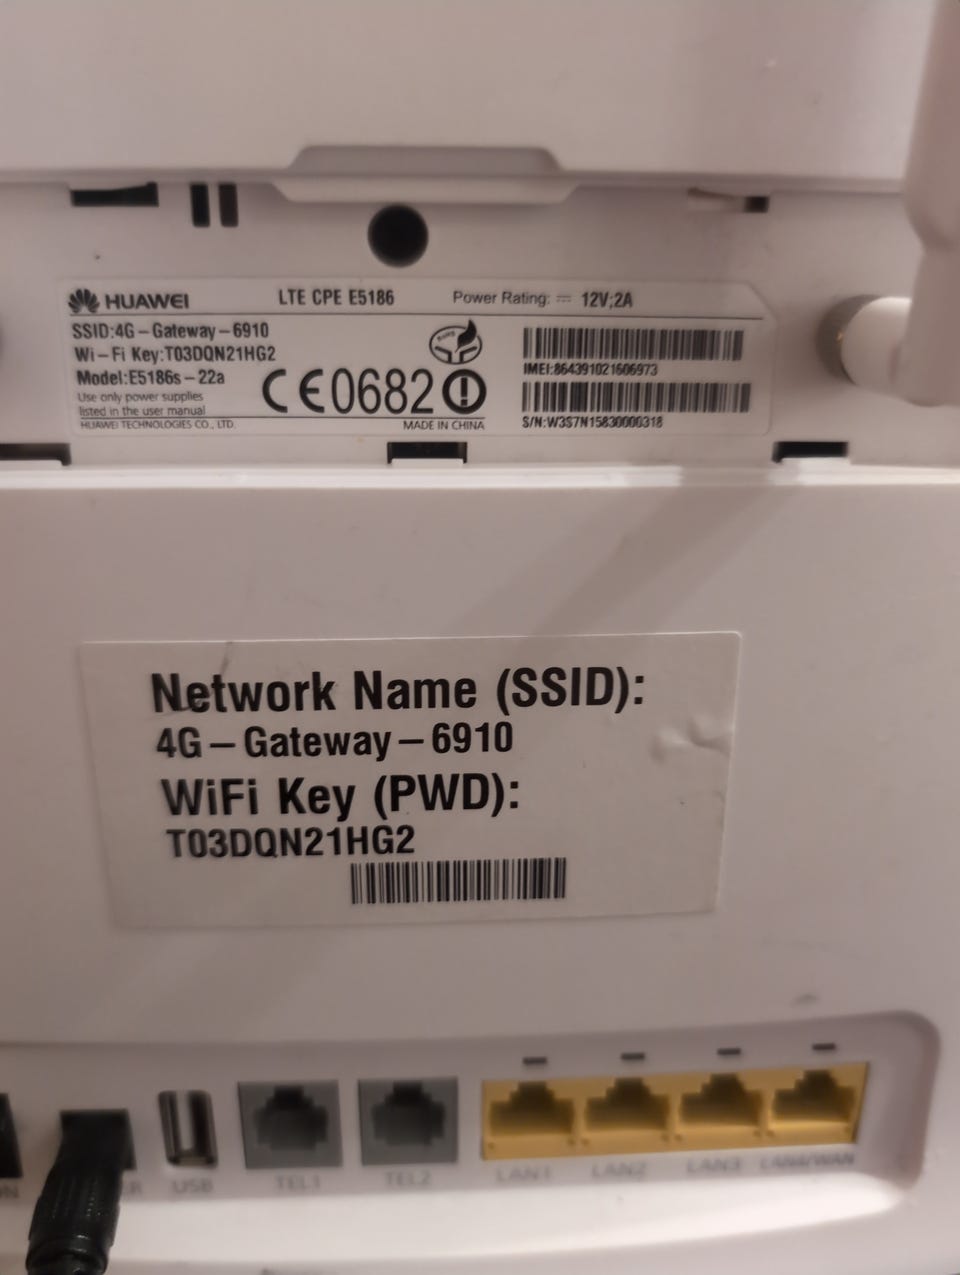 HUAWEI LTE CPE E5186 Power Rating: ⎓ 12V;2A
SSID:4G-Gateway-6910
Wi-Fi Key:T03DQN21HG2
Model:E5186s-22a
Use only power supplies
listed in the user manual
HUAWEI TECHNOLOGIES CO., LTD.
CE0682
MADE IN CHINA
IMEI:864391021606973
S/N:W3S7N15830000318
Network Name (SSID):
4G-Gateway-6910
WiFi Key (PWD):
T03DQN21HG2
USB TEL1 TEL2 LAN1 LAN2 LAN3 LAN4/WAN